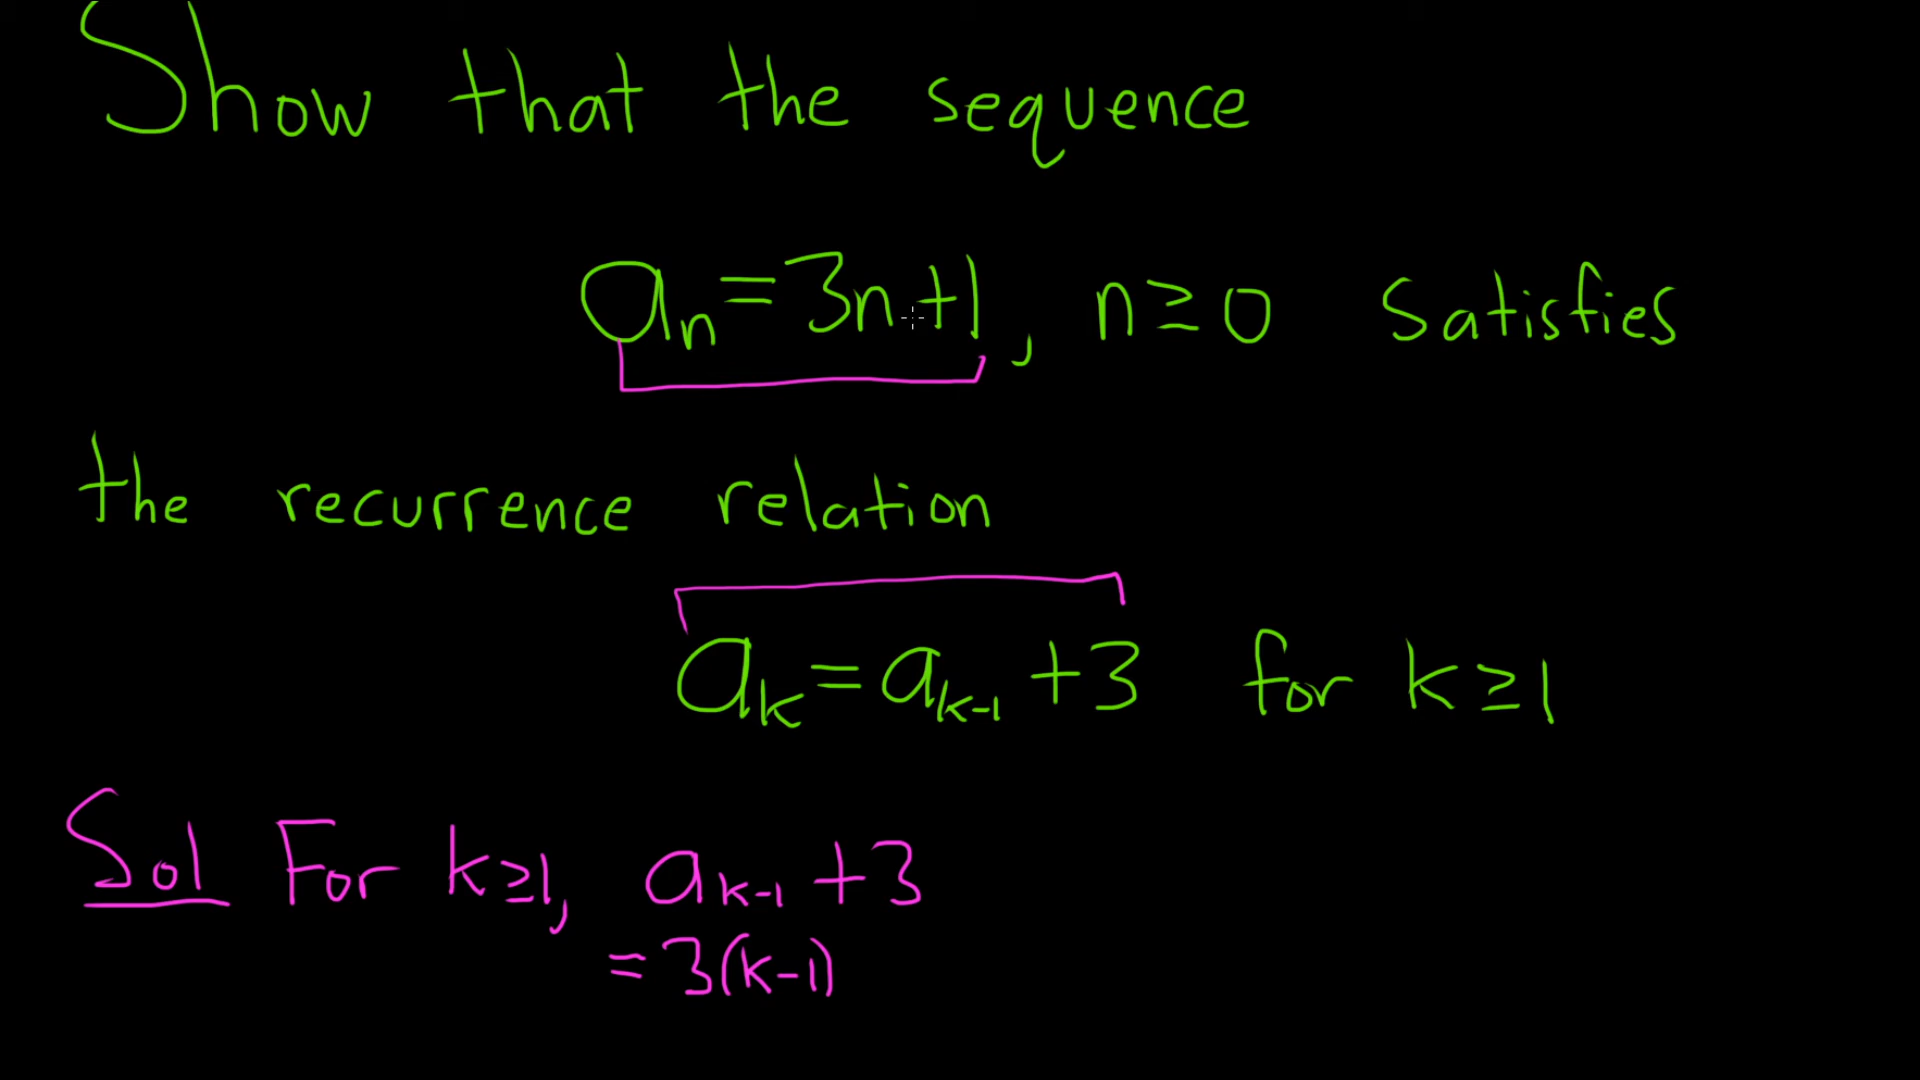 Show that the sequence
aₙ = 3n+1, n ≥ 0 satisfies
the recurrence relation
aₖ = aₖ₋₁ + 3 for k ≥ 1
Sol For k ≥ 1, aₖ₋₁ + 3
= 3(k-1)